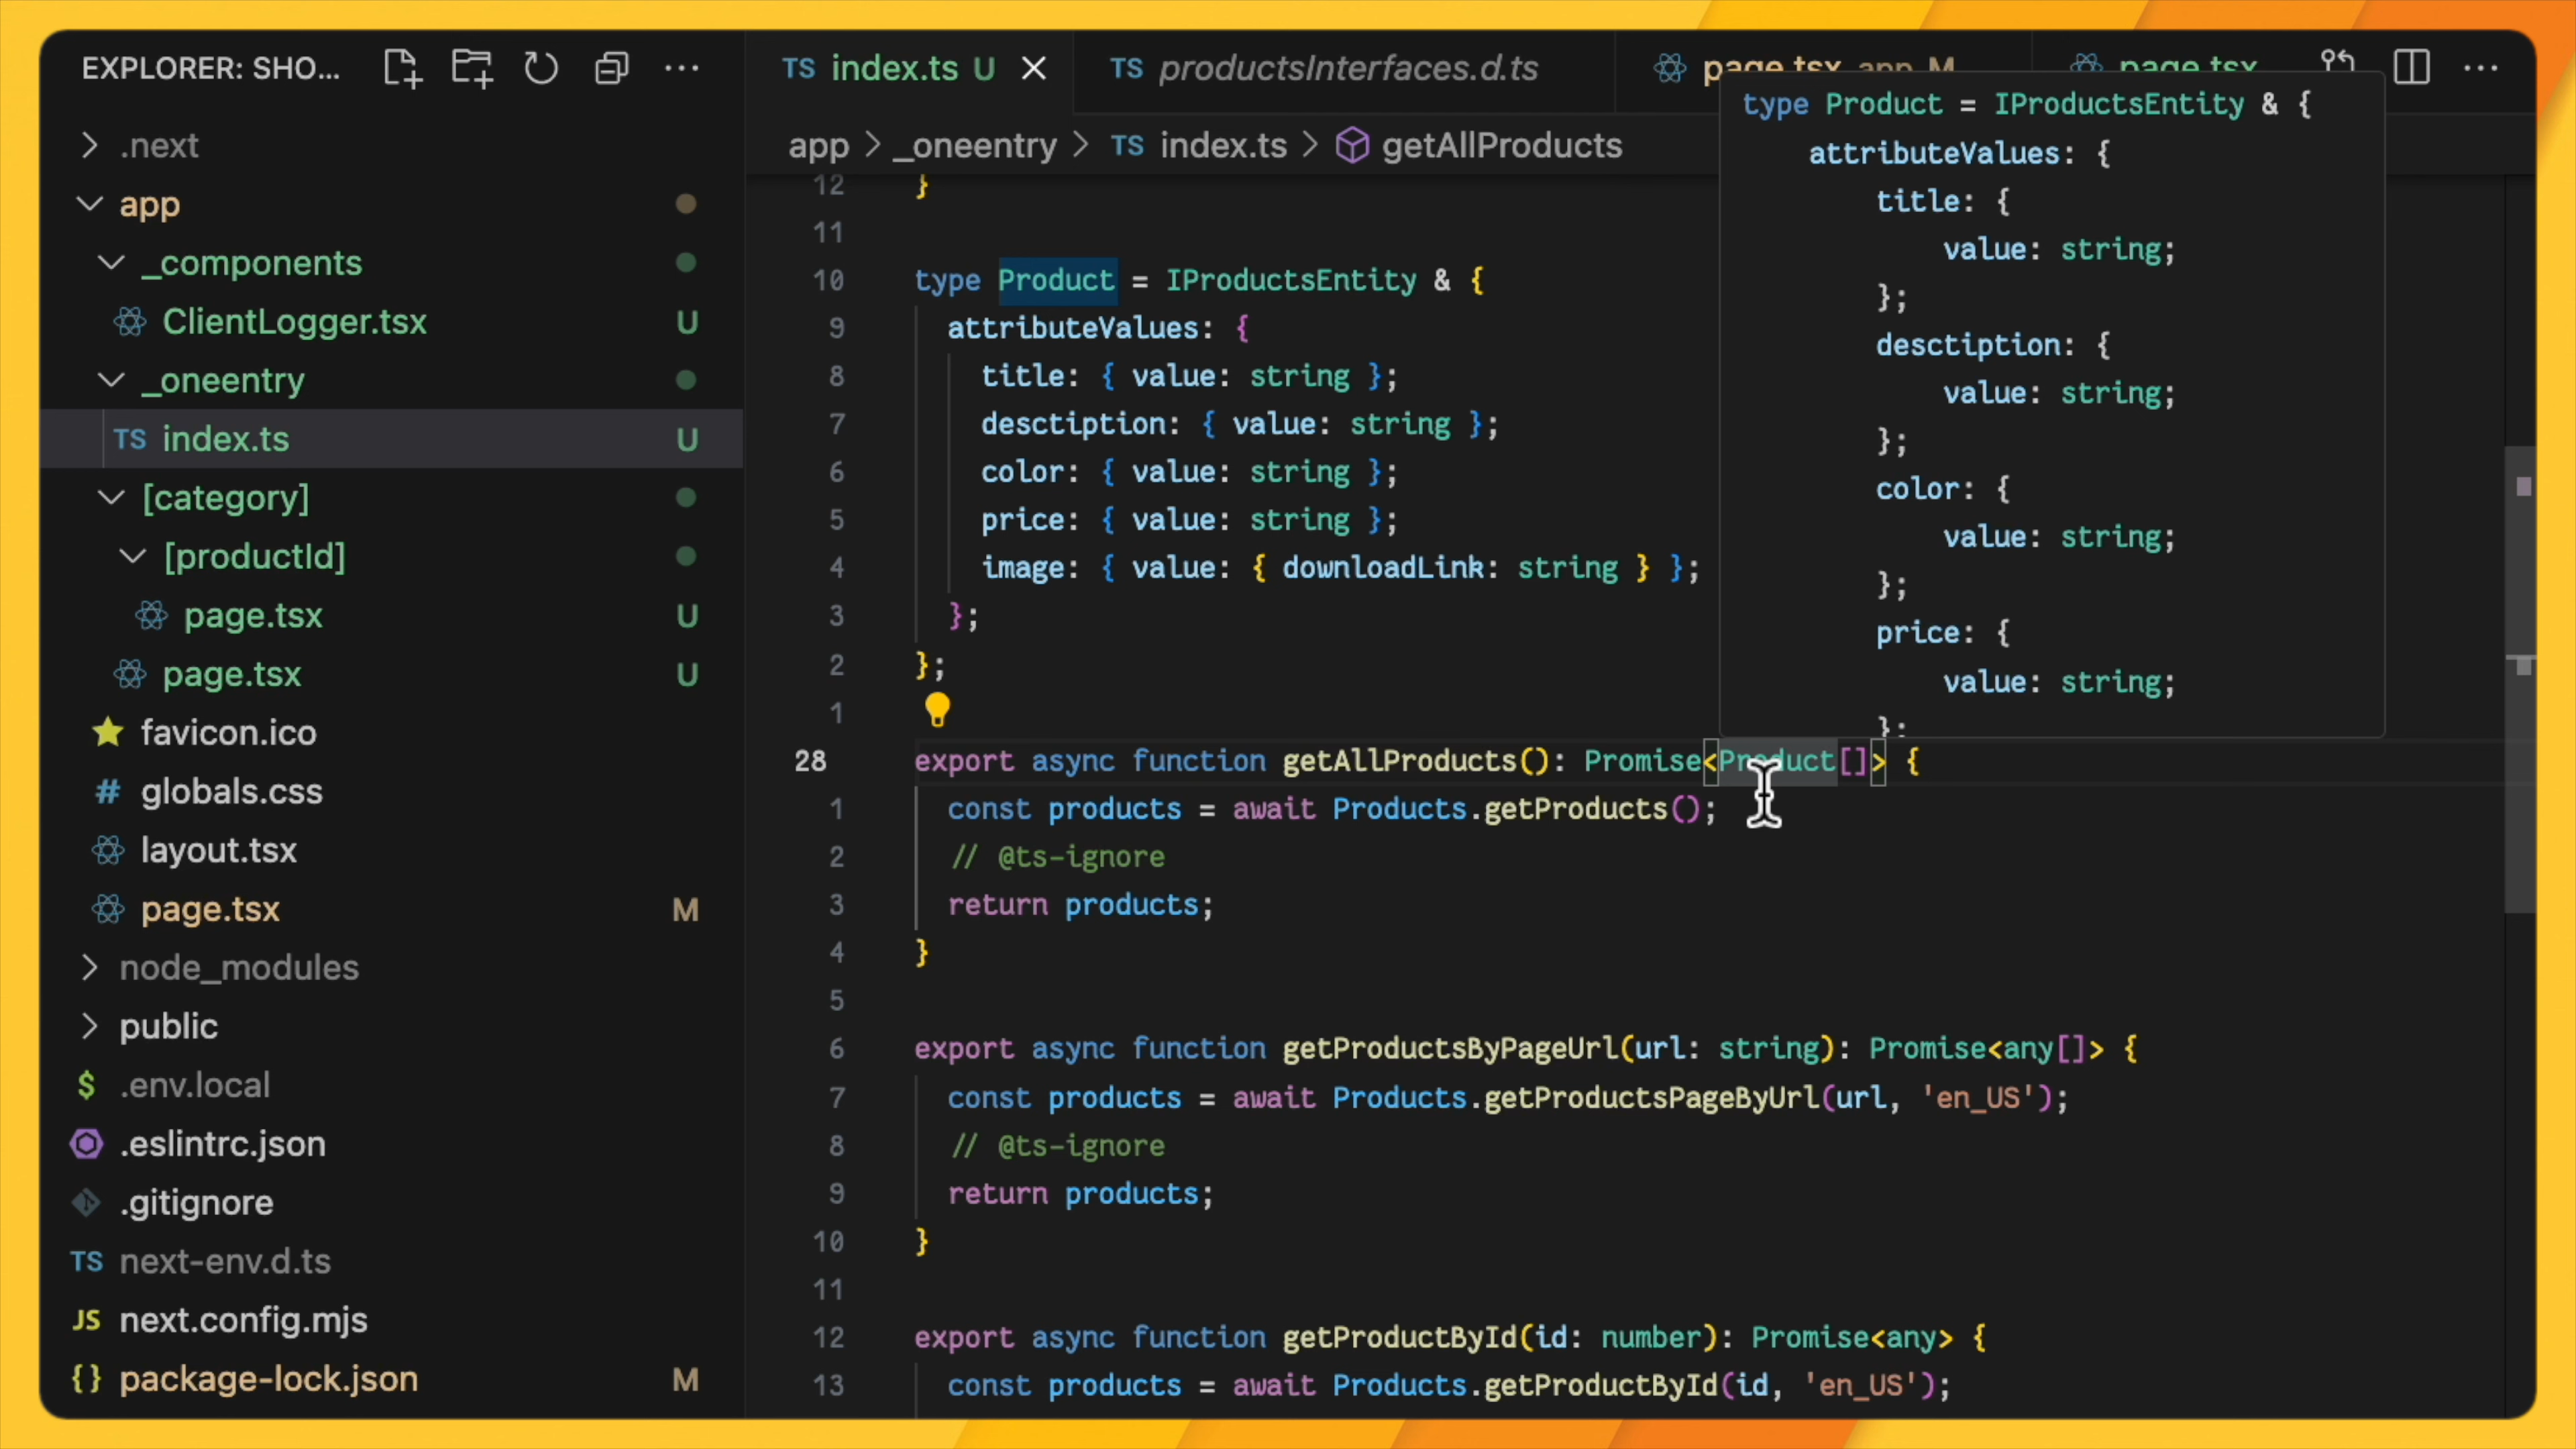 EXPLORER: SHO...
.next
app
_components
ClientLogger.tsx U
_oneentry
TS index.ts U
[category]
[productId]
page.tsx U
page.tsx U
favicon.ico
# globals.css
layout.tsx
page.tsx M
node_modules
public
$ .env.local
.eslintrc.json
.gitignore
TS next-env.d.ts
JS next.config.mjs
{} package-lock.json M
TS index.ts U
TS productsInterfaces.d.ts
page.tsx app M
page.tsx
app > _oneentry > TS index.ts > getAllProducts
12 }
11
10 type Product = IProductsEntity & {
9 attributeValues: {
8 title: { value: string };
7 desctiption: { value: string };
6 color: { value: string };
5 price: { value: string };
4 image: { value: { downloadLink: string } };
3 };
2 };
1
28 export async function getAllProducts(): Promise<Product[]> {
1 const products = await Products.getProducts();
2 // @ts-ignore
3 return products;
4 }
5
6 export async function getProductsByPageUrl(url: string): Promise<any[]> {
7 const products = await Products.getProductsPageByUrl(url, 'en_US');
8 // @ts-ignore
9 return products;
10 }
11
12 export async function getProductById(id: number): Promise<any> {
13 const products = await Products.getProductById(id, 'en_US');
type Product = IProductsEntity & {
attributeValues: {
title: {
value: string;
};
desctiption: {
value: string;
};
color: {
value: string;
};
price: {
value: string;
};